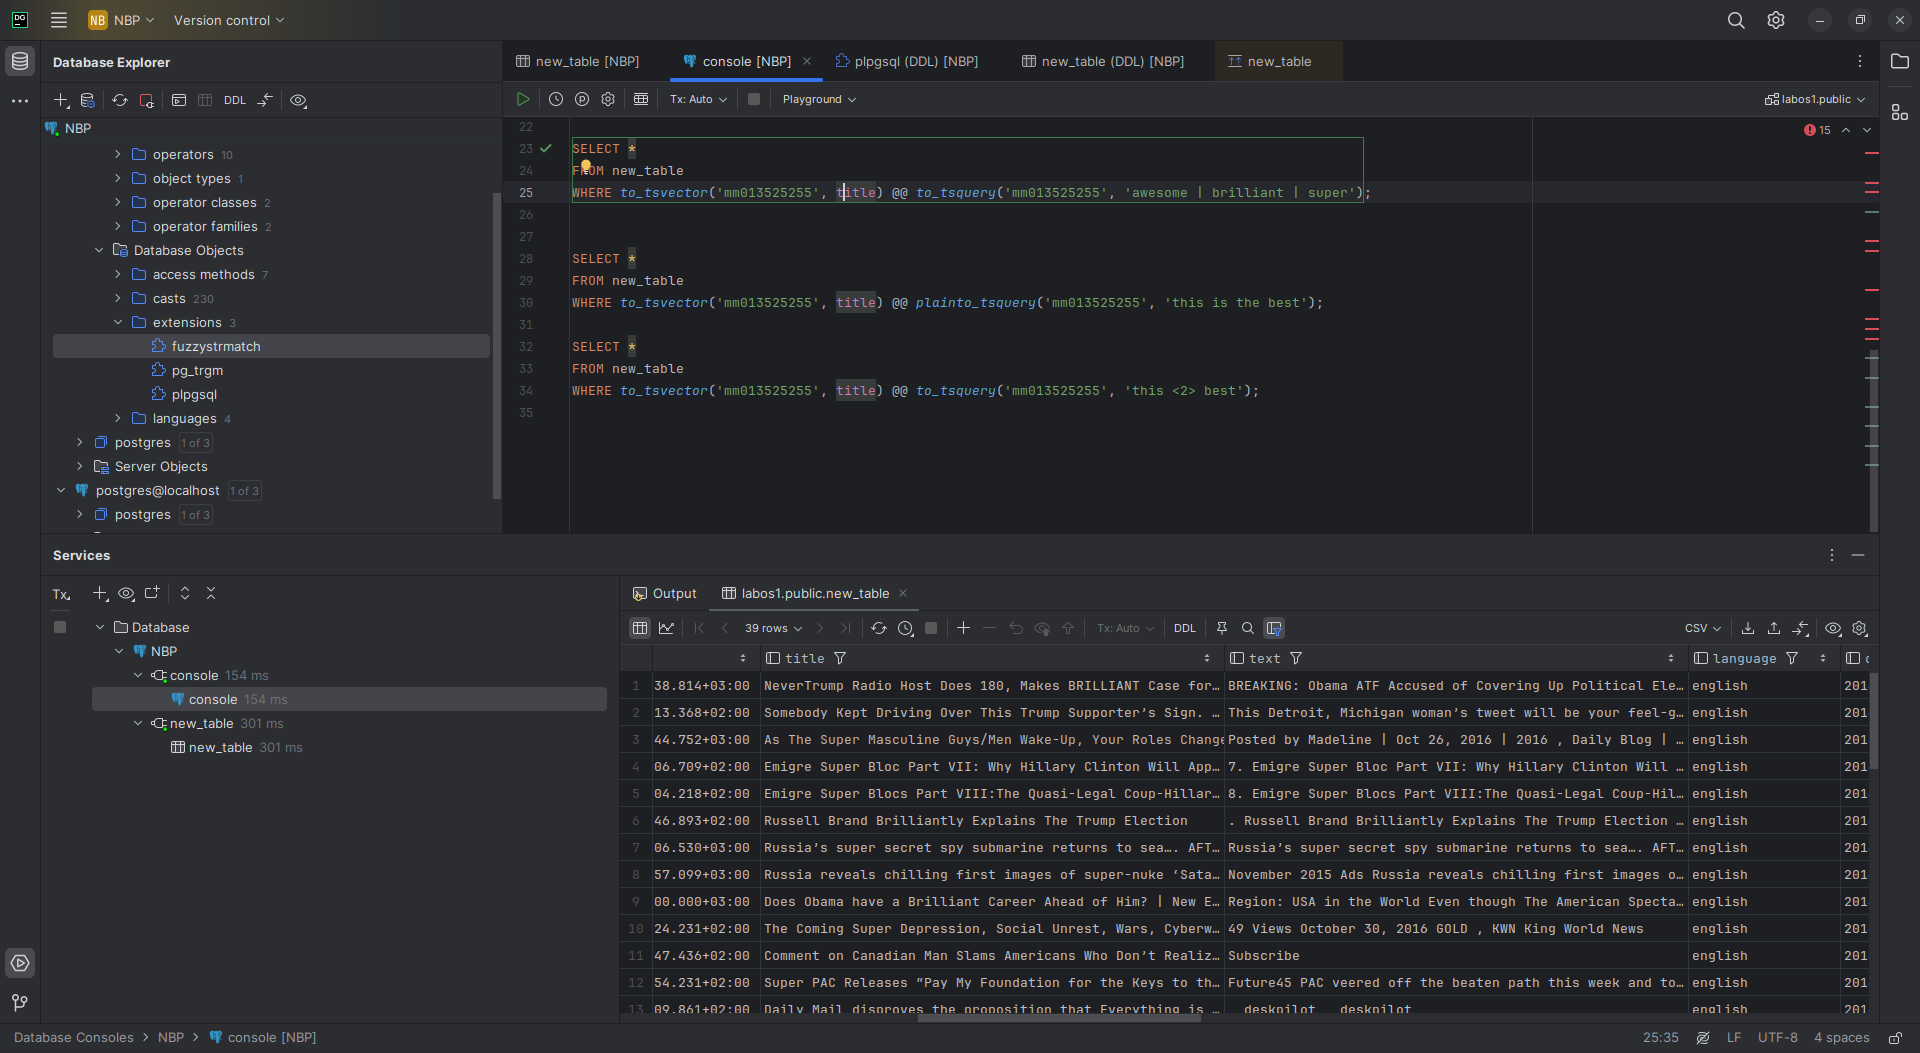 DG
NB NBP
Version control
Database Explorer
new_table [NBP]
console [NBP]
plpgsql (DDL) [NBP]
new_table (DDL) [NBP]
new_table
DDL
Tx: Auto
Playground
labos1.public
NBP
operators 10
object types 1
operator classes 2
operator families 2
Database Objects
access methods 7
casts 230
extensions 3
fuzzystrmatch
pg_trgm
plpgsql
languages 4
postgres 1 of 3
Server Objects
postgres@localhost 1 of 3
postgres 1 of 3
15
22
23 SELECT *
24 FROM new_table
25 WHERE to_tsvector('mm013525255', title) @@ to_tsquery('mm013525255', 'awesome | brilliant | super');
26
27
28 SELECT *
29 FROM new_table
30 WHERE to_tsvector('mm013525255', title) @@ plainto_tsquery('mm013525255', 'this is the best');
31
32 SELECT *
33 FROM new_table
34 WHERE to_tsvector('mm013525255', title) @@ to_tsquery('mm013525255', 'this <2> best');
35
Services
Tx
Database
NBP
console 154 ms
console 154 ms
new_table 301 ms
new_table 301 ms
Output
labos1.public.new_table
39 rows
Tx: Auto
DDL
CSV
title text language
1 38.814+03:00 NeverTrump Radio Host Does 180, Makes BRILLIANT Case for… BREAKING: Obama ATF Accused of Covering Up Political Ele… english 201
2 13.368+02:00 Somebody Kept Driving Over This Trump Supporter’s Sign. … This Detroit, Michigan woman’s tweet will be your feel-g… english 201
3 44.752+03:00 As The Super Masculine Guys/Men Wake-Up, Your Roles Change Posted by Madeline | Oct 26, 2016 | 2016 , Daily Blog | … english 201
4 06.709+02:00 Emigre Super Bloc Part VII: Why Hillary Clinton Will App… 7. Emigre Super Bloc Part VII: Why Hillary Clinton Will … english 201
5 04.218+02:00 Emigre Super Blocs Part VIII:The Quasi-Legal Coup-Hillar… 8. Emigre Super Blocs Part VIII:The Quasi-Legal Coup-Hil… english 201
6 46.893+02:00 Russell Brand Brilliantly Explains The Trump Election . Russell Brand Brilliantly Explains The Trump Election … english 201
7 06.530+03:00 Russia’s super secret spy submarine returns to sea…. AFT… Russia’s super secret spy submarine returns to sea…. AFT… english 201
8 57.099+03:00 Russia reveals chilling first images of super-nuke ‘Sata… November 2015 Ads Russia reveals chilling first images o… english 201
9 00.000+03:00 Does Obama have a Brilliant Career Ahead of Him? | New E… Region: USA in the World Even though The American Specta… english 201
10 24.231+02:00 The Coming Super Depression, Social Unrest, Wars, Cyberw… 49 Views October 30, 2016 GOLD , KWN King World News english 201
11 47.436+02:00 Comment on Canadian Man Slams Americans Who Don’t Realiz… Subscribe english 201
12 54.231+02:00 Super PAC Releases “Pay My Foundation for the Keys to th… Future45 PAC veered off the beaten path this week and to… english 201
13 09.861+02:00 Daily Mail disproves the proposition that Everything is … deskpilot deskpilot english 201
Database Consoles > NBP > console [NBP]
25:35 LF UTF-8 4 spaces